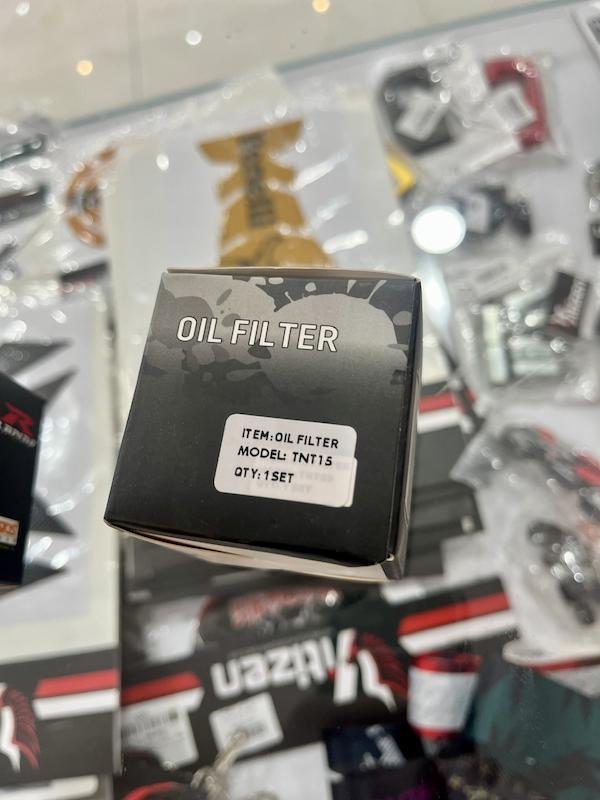 OIL FILTER
ITEM:OIL FILTER
MODEL: TNT15
QTY:1SET